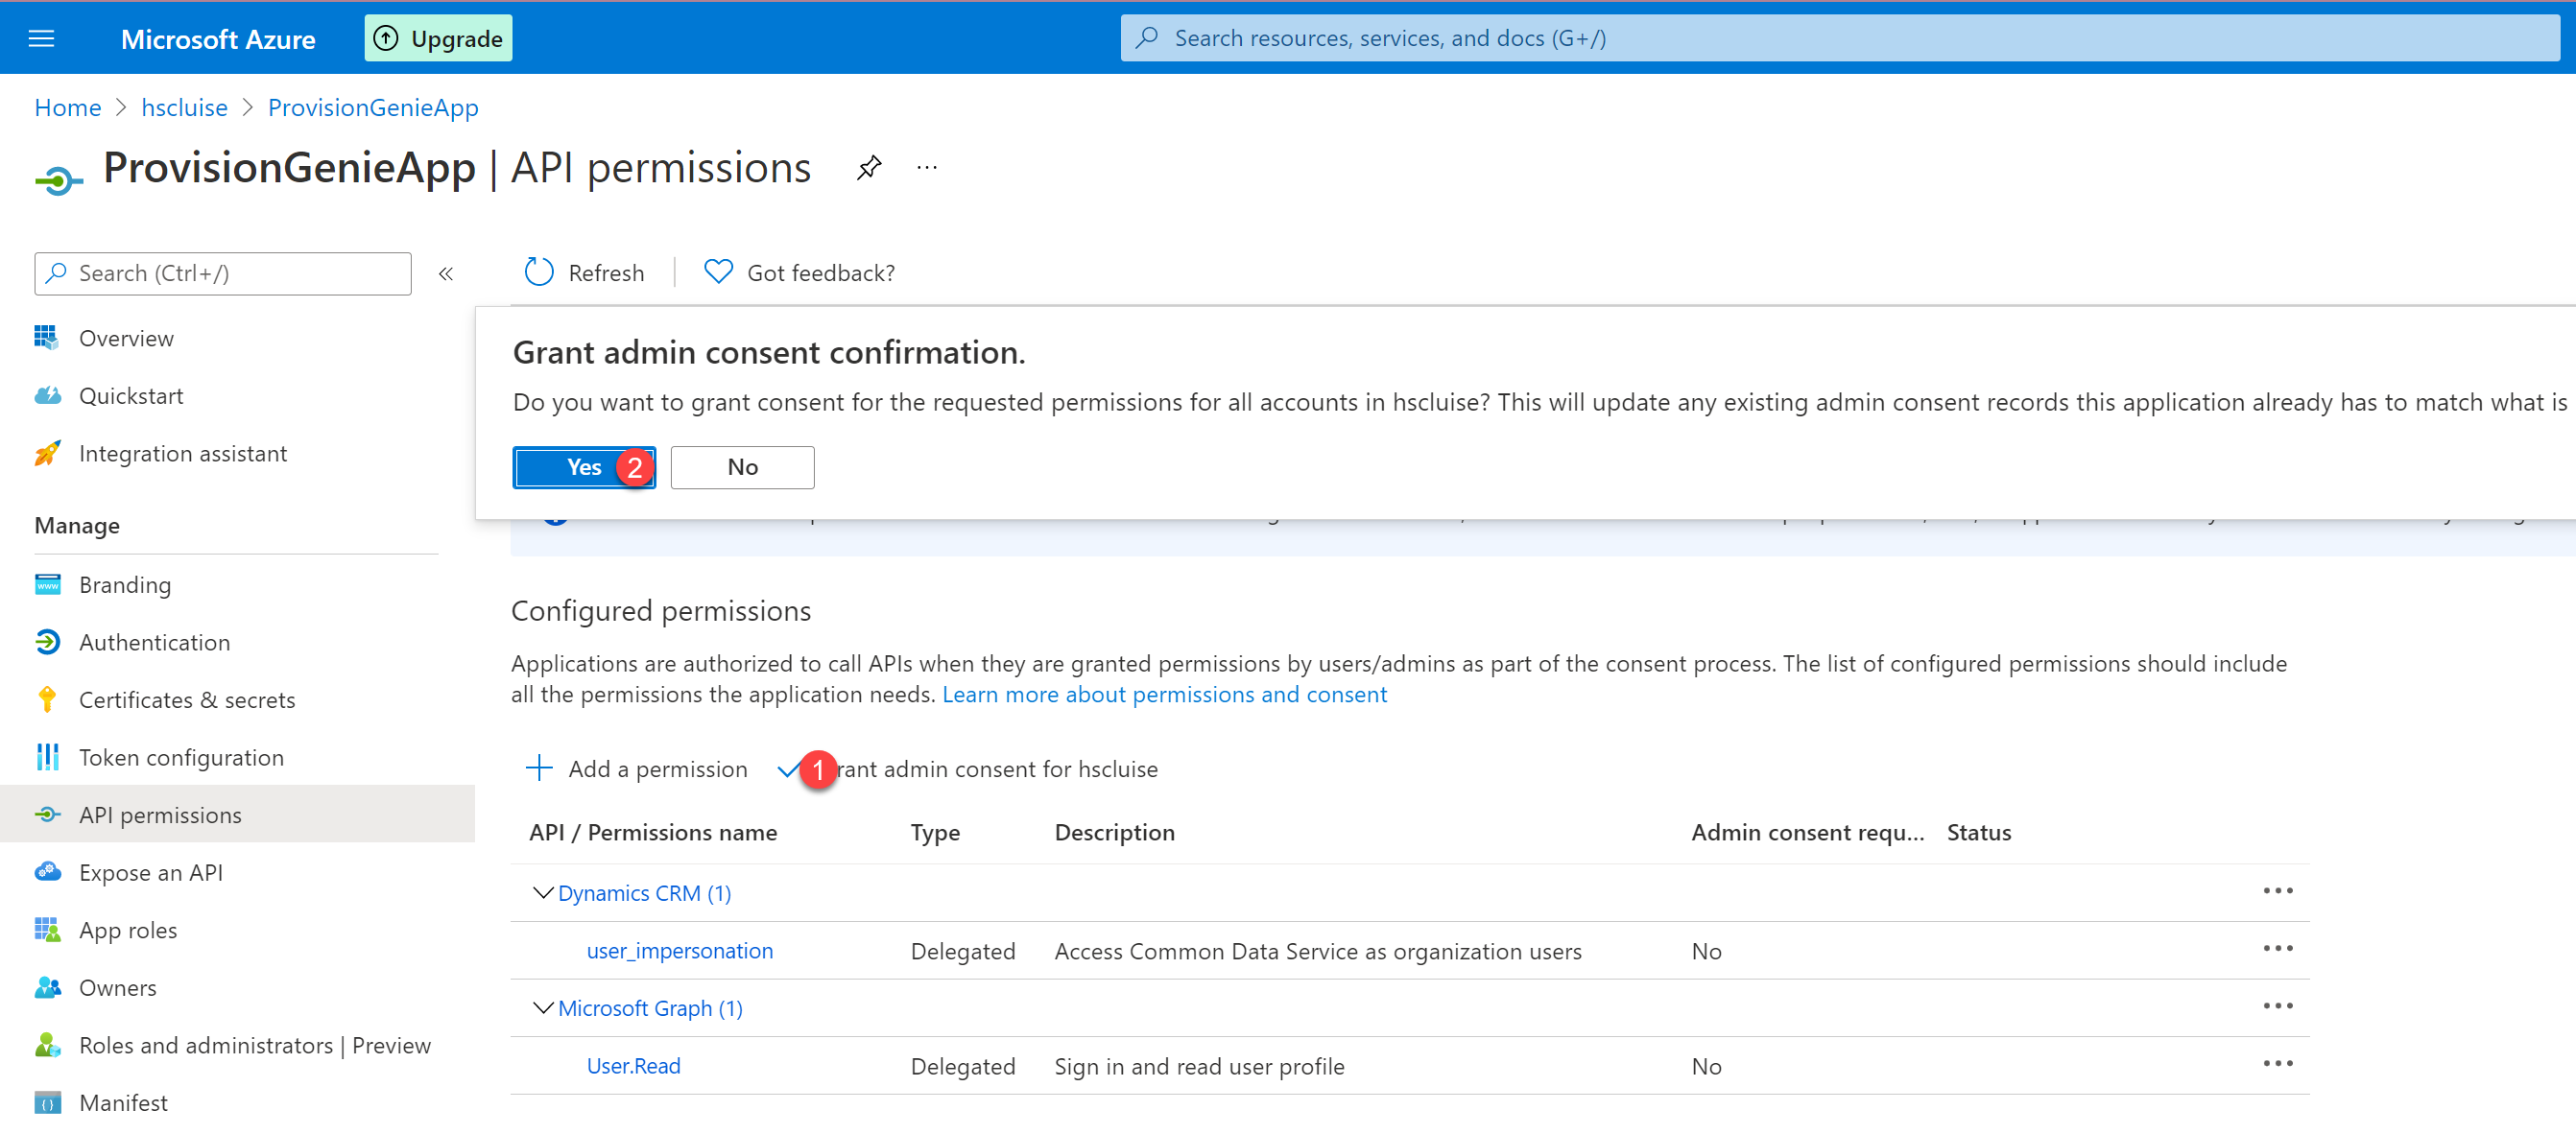 Microsoft Azure
Upgrade
Search resources, services, and docs (G+/)
Home > hscluise > ProvisionGenieApp
ProvisionGenieApp | API permissions
Search (Ctrl+/)
Refresh
Got feedback?
Overview
Quickstart
Integration assistant
Manage
Branding
Authentication
Certificates & secrets
Token configuration
API permissions
Expose an API
App roles
Owners
Roles and administrators | Preview
Manifest
Grant admin consent confirmation.
Do you want to grant consent for the requested permissions for all accounts in hscluise? This will update any existing admin consent records this application already has to match what is
Yes 2 No
Configured permissions
Applications are authorized to call APIs when they are granted permissions by users/admins as part of the consent process. The list of configured permissions should include
all the permissions the application needs. Learn more about permissions and consent
Add a permission 1 rant admin consent for hscluise
API / Permissions name Type Description Admin consent requ... Status
Dynamics CRM (1)
user_impersonation Delegated Access Common Data Service as organization users No
Microsoft Graph (1)
User.Read Delegated Sign in and read user profile No